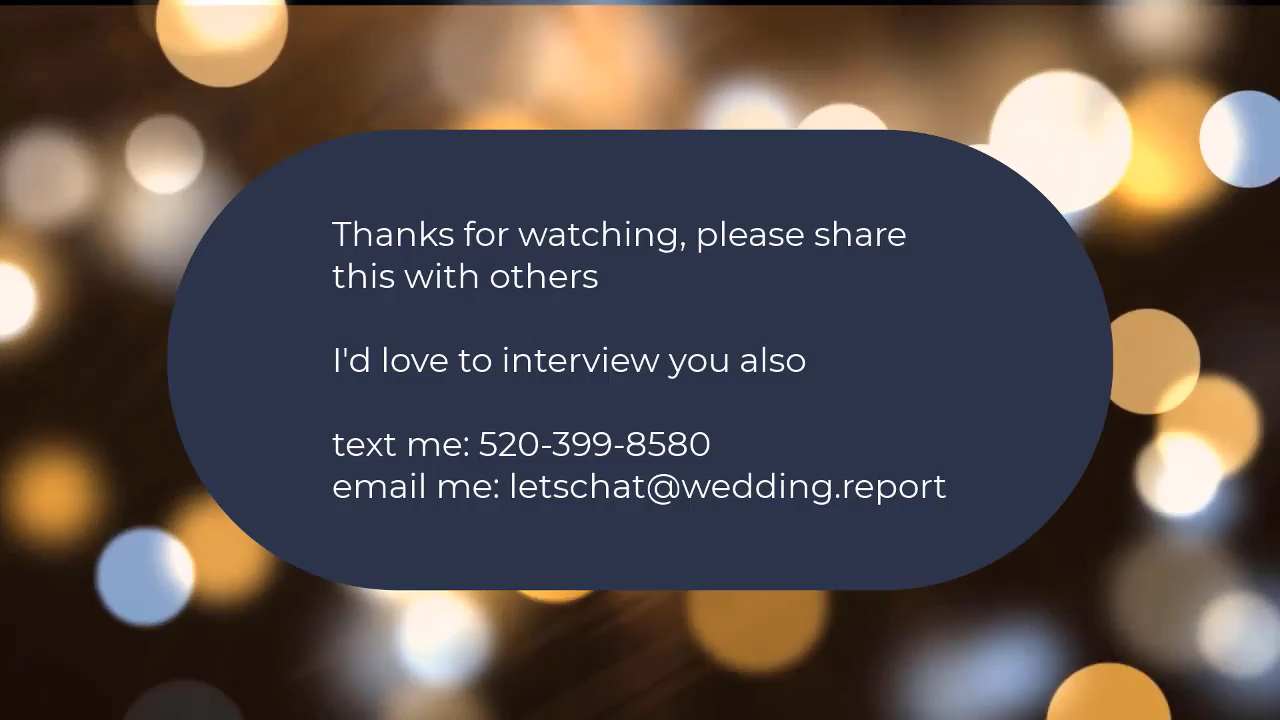 Thanks for watching, please share
this with others
I'd love to interview you also
text me: 520-399-8580
email me: letschat@wedding.report